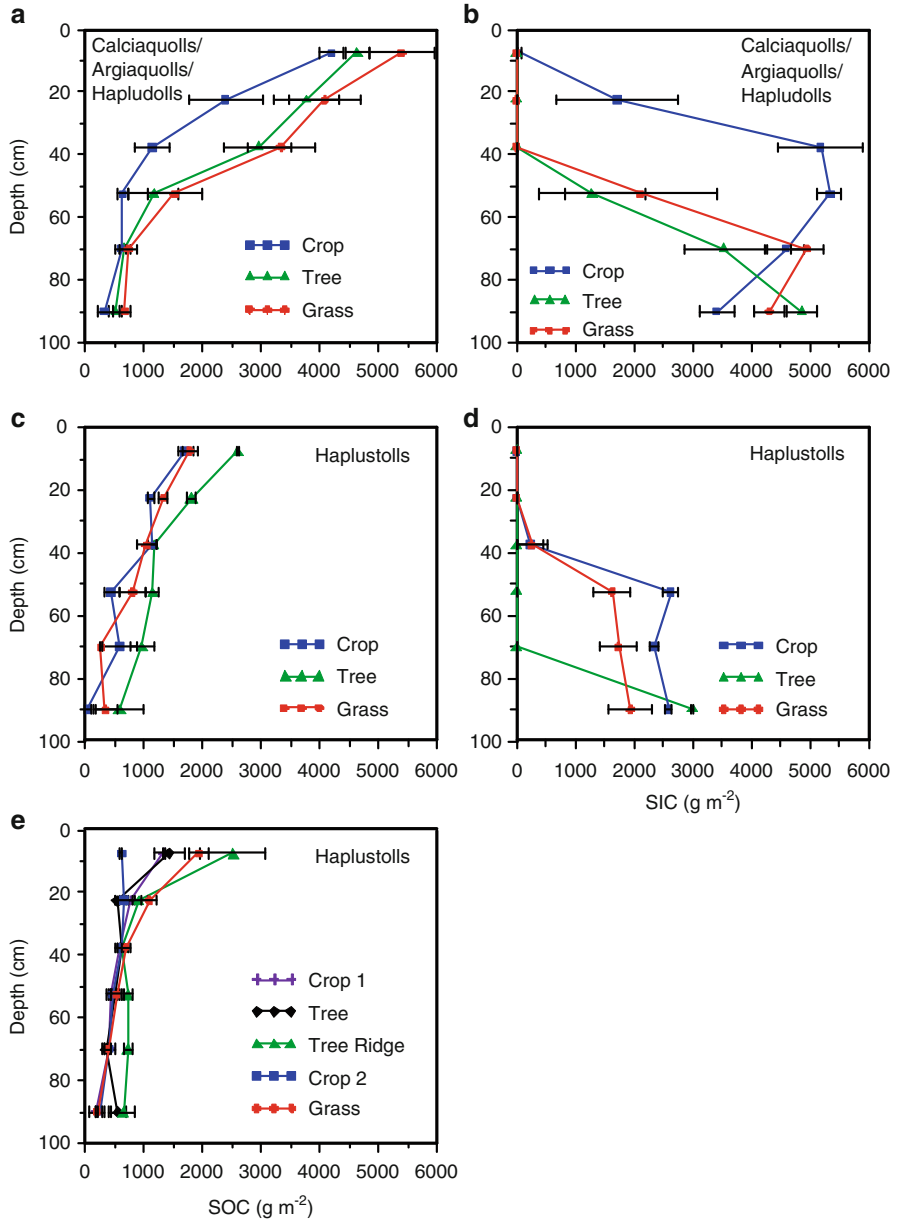 a
Calciaquolls/
Argiaquolls/
Hapludolls
0
20
40
60
80
100
Depth (cm)
Crop
Tree
Grass
0 1000 2000 3000 4000 5000 6000
b
Calciaquolls/
Argiaquolls/
Hapludolls
0
20
40
60
80
100
Crop
Tree
Grass
0 1000 2000 3000 4000 5000 6000
c
Haplustolls
0
20
40
60
80
100
Depth (cm)
Crop
Tree
Grass
0 1000 2000 3000 4000 5000 6000
d
Haplustolls
0
20
40
60
80
100
Crop
Tree
Grass
0 1000 2000 3000 4000 5000 6000
SIC (g m⁻²)
e
Haplustolls
0
20
40
60
80
100
Depth (cm)
Crop 1
Tree
Tree Ridge
Crop 2
Grass
0 1000 2000 3000 4000 5000 6000
SOC (g m⁻²)